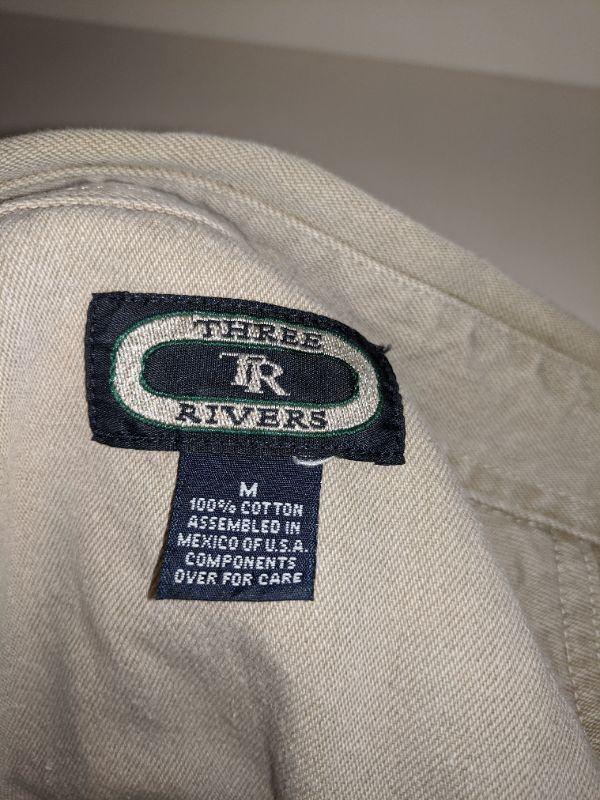 THREE
TR
RIVERS
M
100% COTTON
ASSEMBLED IN
MEXICO OF U.S.A.
COMPONENTS
OVER FOR CARE